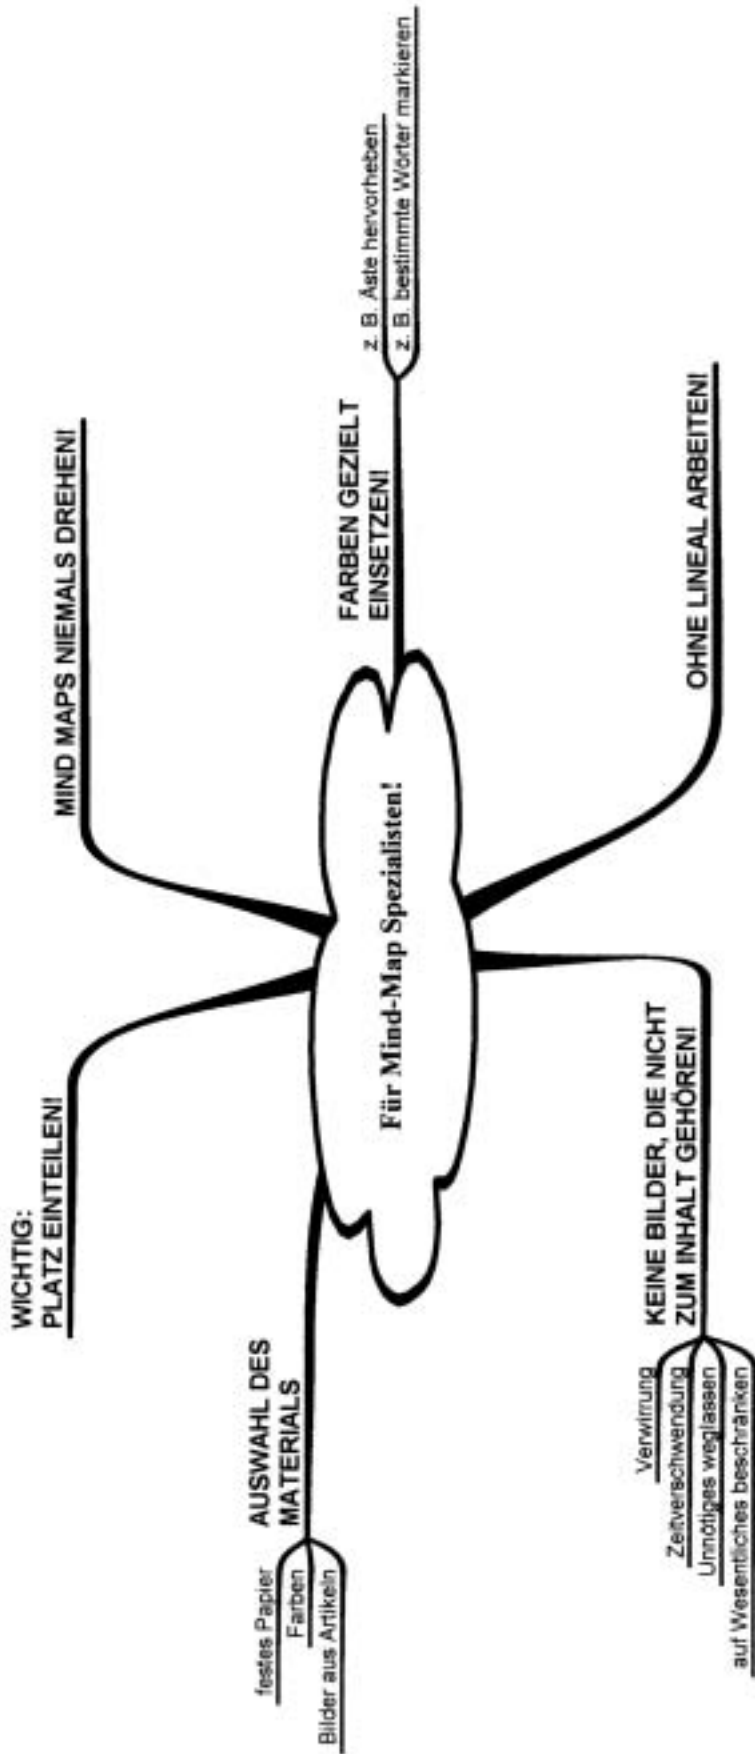 Für Mind-Map Spezialisten!
MIND MAPS NIEMALS DREHEN!
FARBEN GEZIELT
EINSETZEN!
z. B. Äste hervorheben
z. B. bestimmte Wörter markieren
OHNE LINEAL ARBEITEN!
KEINE BILDER, DIE NICHT
ZUM INHALT GEHÖREN!
Verwirrung
Zeitverschwendung
Unnötiges weglassen
auf Wesentliches beschränken
AUSWAHL DES
MATERIALS
festes Papier
Farben
Bilder aus Artikeln
WICHTIG:
PLATZ EINTEILEN!